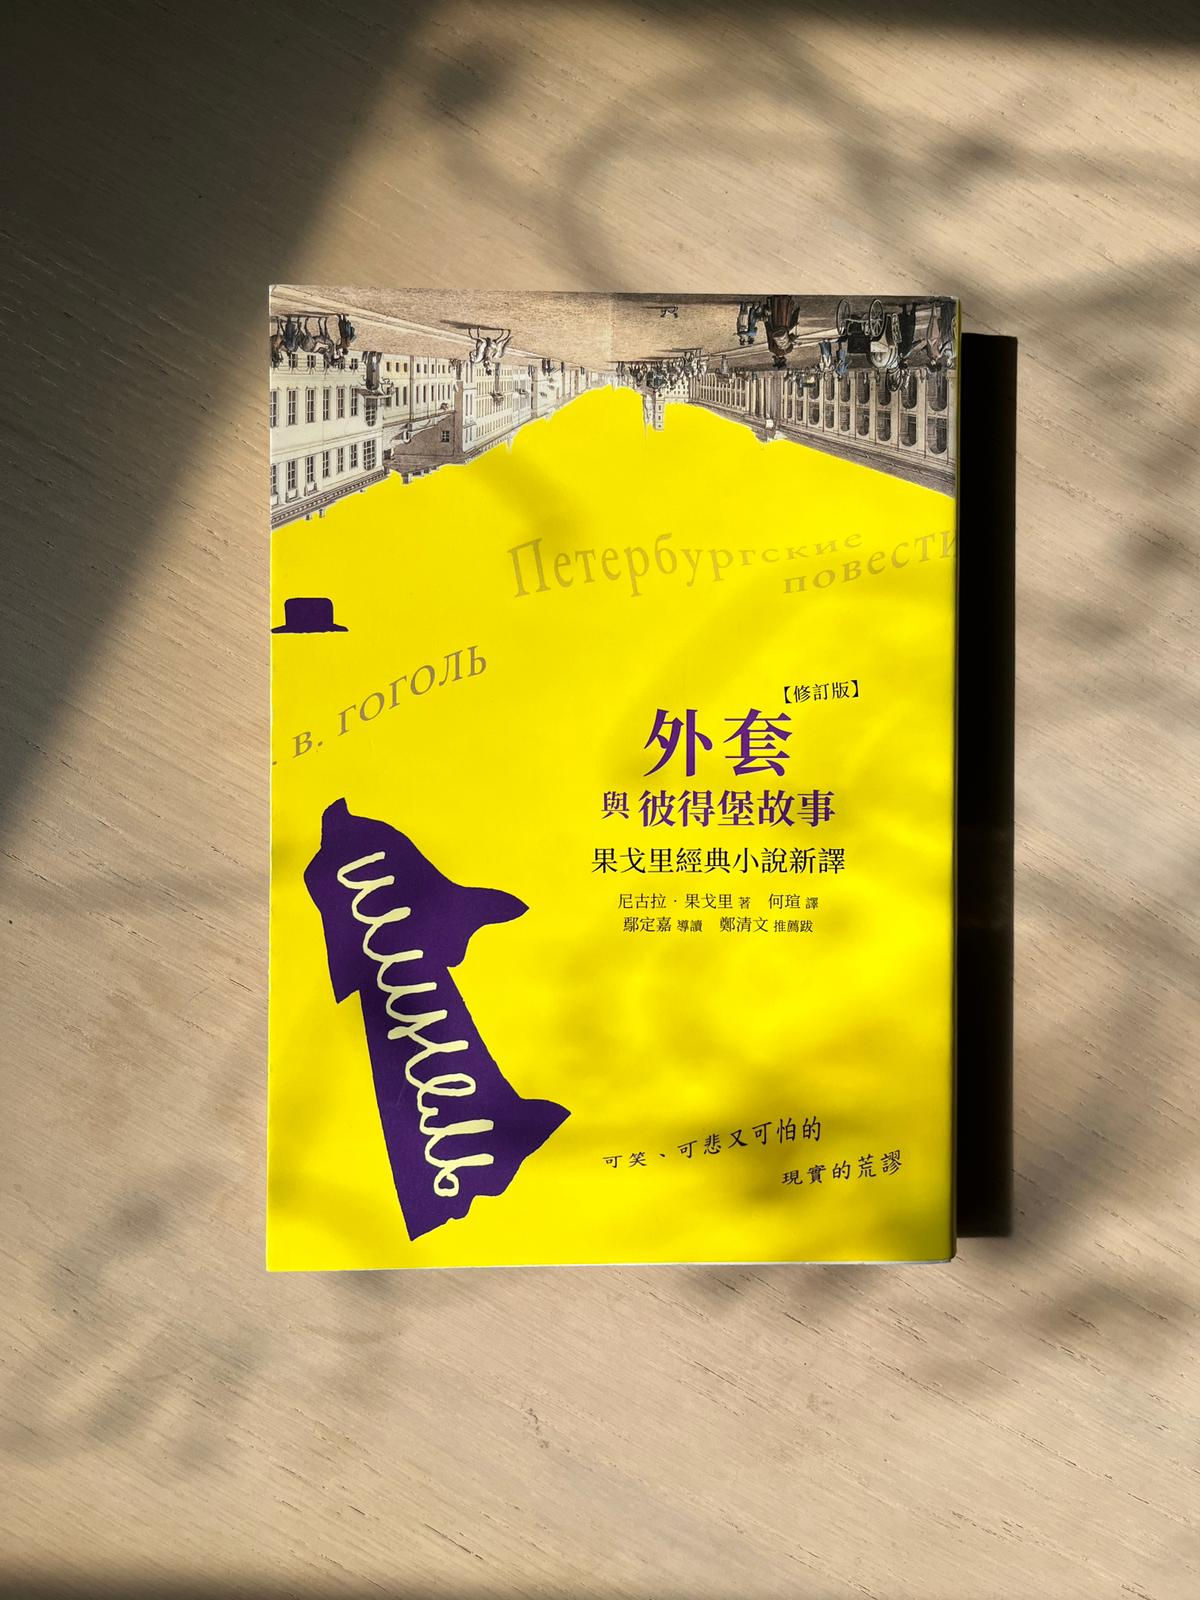 Петербургские
повести
. в. гоголь
【修訂版】
外套
與彼得堡故事
果戈里經典小說新譯
尼古拉・果戈里 著 何瑄 譯
鄢定嘉 導讀 鄭清文 推薦跋
шинель
可笑、可悲又可怕的
現實的荒謬